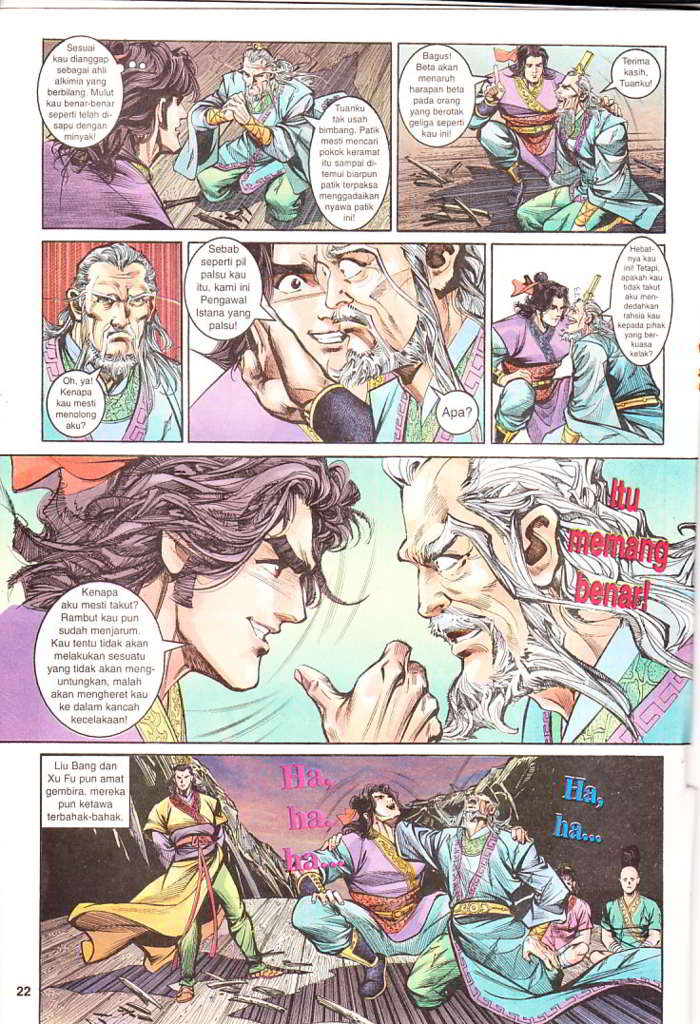 Sesuai
kau dianggap
sebagai ahli
alkimia yang
berbilang. Mulut
kau benar-benar
seperti telah di-
sapu dengan
minyak!
Tuanku
tak usah
bimbang. Patik
mesti mencari
pokok keramat
itu sampai di-
temui biarpun
patik terpaksa
menggadaikan
nyawa patik
ini!
Bagus!
Beta akan
menaruh
harapan beta
pada orang
yang berotak
geliga seperti
kau ini!
Terima
kasih,
Tuanku!
Oh, ya!
Kenapa
kau mesti
menolong
aku?
Sebab
seperti pil
palsu kau
itu, kami ini
Pengawal
Istana yang
palsu!
Apa?
Hebat-
nya kau
ini! Tetapi,
apakah kau
tidak takut
aku men-
dedahkan
rahsia kau
kepada pihak
yang ber-
kuasa
kelak?
Kenapa
aku mesti takut?
Rambut kau pun
sudah menjarum.
Kau tentu tidak akan
melakukan sesuatu
yang tidak akan meng-
untungkan, malah
akan mengheret kau
ke dalam kancah
kecelakaan!
Itu
memang
benar!
Liu Bang dan
Xu Fu pun amat
gembira. mereka
pun ketawa
terbahak-bahak.
Ha,
ha,
ha...
Ha,
ha...
22